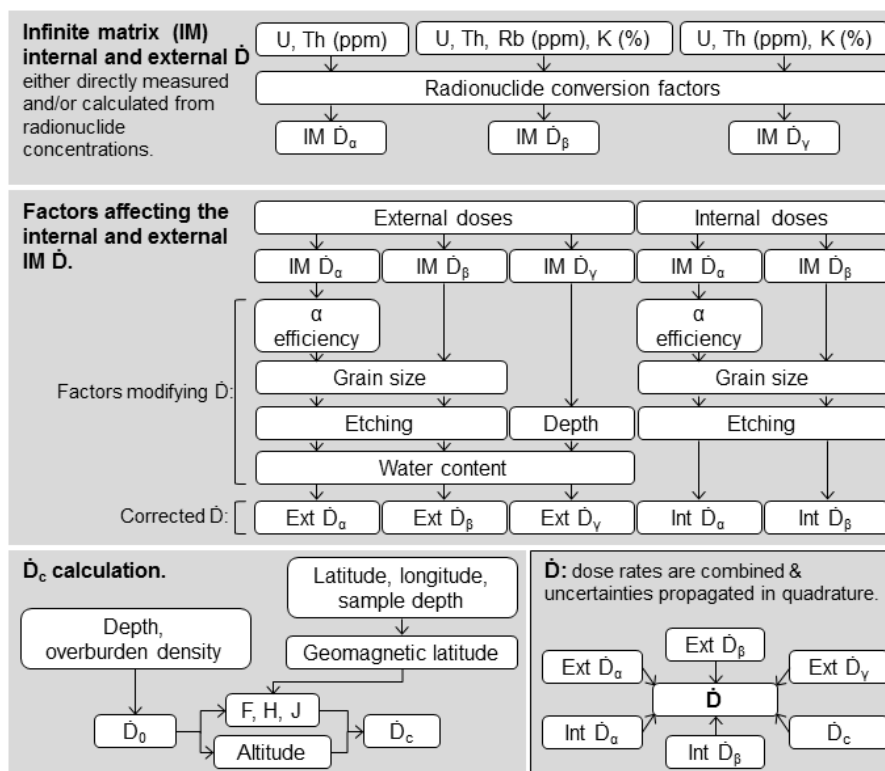 Infinite matrix (IM)
internal and external Ḋ
either directly measured
and/or calculated from
radionuclide
concentrations.
U, Th (ppm)
U, Th, Rb (ppm), K (%)
U, Th (ppm), K (%)
Radionuclide conversion factors
IM Ḋα
IM Ḋβ
IM Ḋγ
Factors affecting the
internal and external
IM Ḋ.
External doses
Internal doses
IM Ḋα
IM Ḋβ
IM Ḋγ
IM Ḋα
IM Ḋβ
Factors modifying Ḋ:
α
efficiency
α
efficiency
Grain size
Grain size
Etching
Depth
Etching
Water content
Corrected Ḋ:
Ext Ḋα
Ext Ḋβ
Ext Ḋγ
Int Ḋα
Int Ḋβ
Ḋc calculation.
Latitude, longitude,
sample depth
Depth,
overburden density
Geomagnetic latitude
Ḋ0
F, H, J
Altitude
Ḋc
Ḋ: dose rates are combined &
uncertainties propagated in quadrature.
Ext Ḋβ
Ext Ḋα
Ext Ḋγ
Ḋ
Int Ḋα
Ḋc
Int Ḋβ